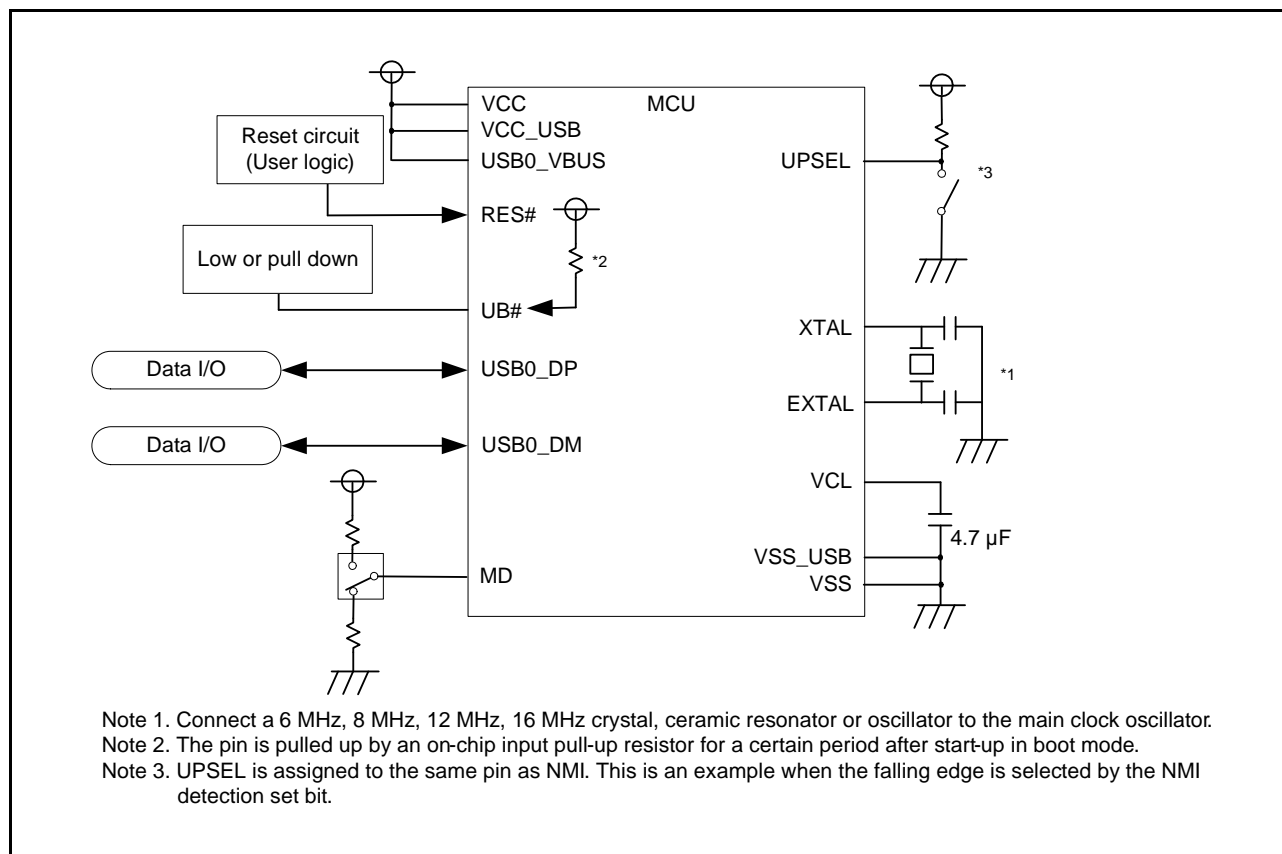 VCC
MCU
VCC_USB
Reset circuit
(User logic)
USB0_VBUS
UPSEL
*3
RES#
Low or pull down
*2
UB#
XTAL
Data I/O
USB0_DP
*1
EXTAL
Data I/O
USB0_DM
VCL
4.7 µF
VSS_USB
MD
VSS
Note 1. Connect a 6 MHz, 8 MHz, 12 MHz, 16 MHz crystal, ceramic resonator or oscillator to the main clock oscillator.
Note 2. The pin is pulled up by an on-chip input pull-up resistor for a certain period after start-up in boot mode.
Note 3. UPSEL is assigned to the same pin as NMI. This is an example when the falling edge is selected by the NMI
detection set bit.